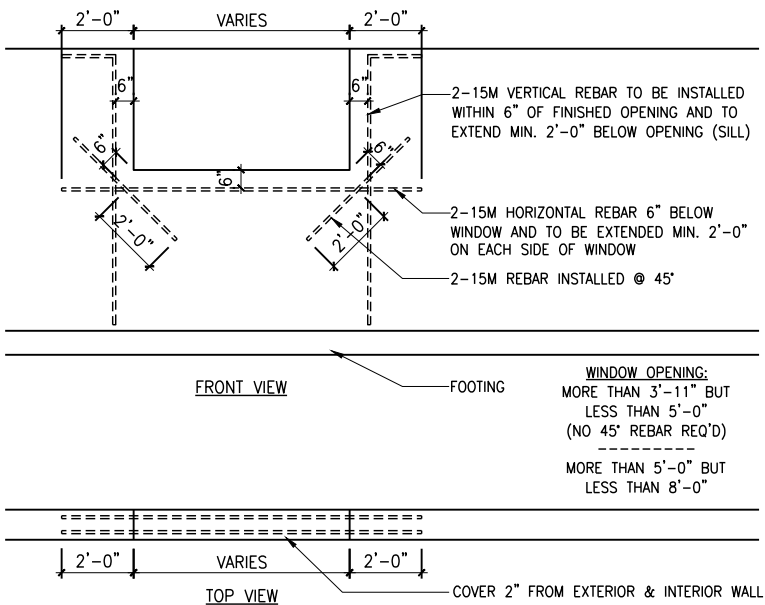 2'-0" VARIES 2'-0"
6" 6"
2-15M VERTICAL REBAR TO BE INSTALLED
WITHIN 6" OF FINISHED OPENING AND TO
EXTEND MIN. 2'-0" BELOW OPENING (SILL)
6" 6" 6"
2'-0" 2'-0"
2-15M HORIZONTAL REBAR 6" BELOW
WINDOW AND TO BE EXTENDED MIN. 2'-0"
ON EACH SIDE OF WINDOW
2-15M REBAR INSTALLED @ 45°
FRONT VIEW
FOOTING
WINDOW OPENING:
MORE THAN 3'-11" BUT
LESS THAN 5'-0"
(NO 45° REBAR REQ'D)
----------
MORE THAN 5'-0" BUT
LESS THAN 8'-0"
2'-0" VARIES 2'-0"
TOP VIEW
COVER 2" FROM EXTERIOR & INTERIOR WALL